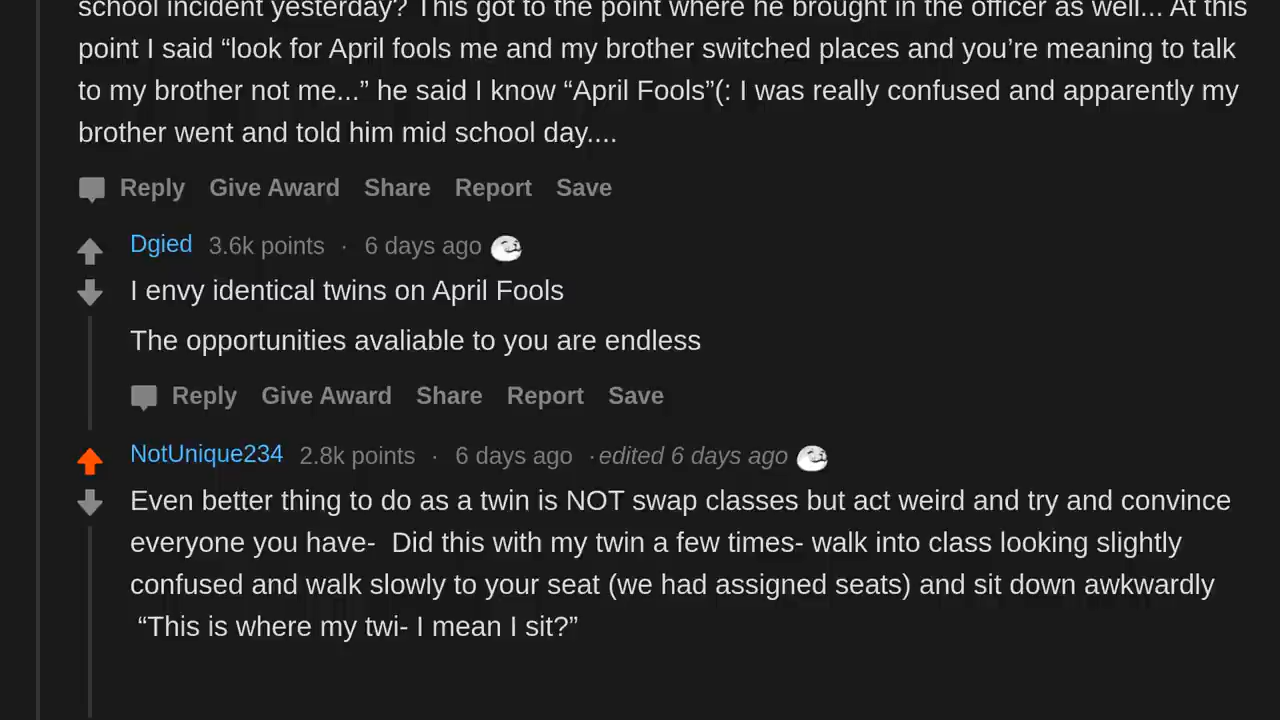 school incident yesterday? This got to the point where he brought in the officer as well... At this
point I said “look for April fools me and my brother switched places and you’re meaning to talk
to my brother not me...” he said I know “April Fools”(: I was really confused and apparently my
brother went and told him mid school day....
Reply Give Award Share Report Save
Dgied 3.6k points · 6 days ago
I envy identical twins on April Fools
The opportunities avaliable to you are endless
Reply Give Award Share Report Save
NotUnique234 2.8k points · 6 days ago ·edited 6 days ago
Even better thing to do as a twin is NOT swap classes but act weird and try and convince
everyone you have-  Did this with my twin a few times- walk into class looking slightly
confused and walk slowly to your seat (we had assigned seats) and sit down awkwardly
“This is where my twi- I mean I sit?”